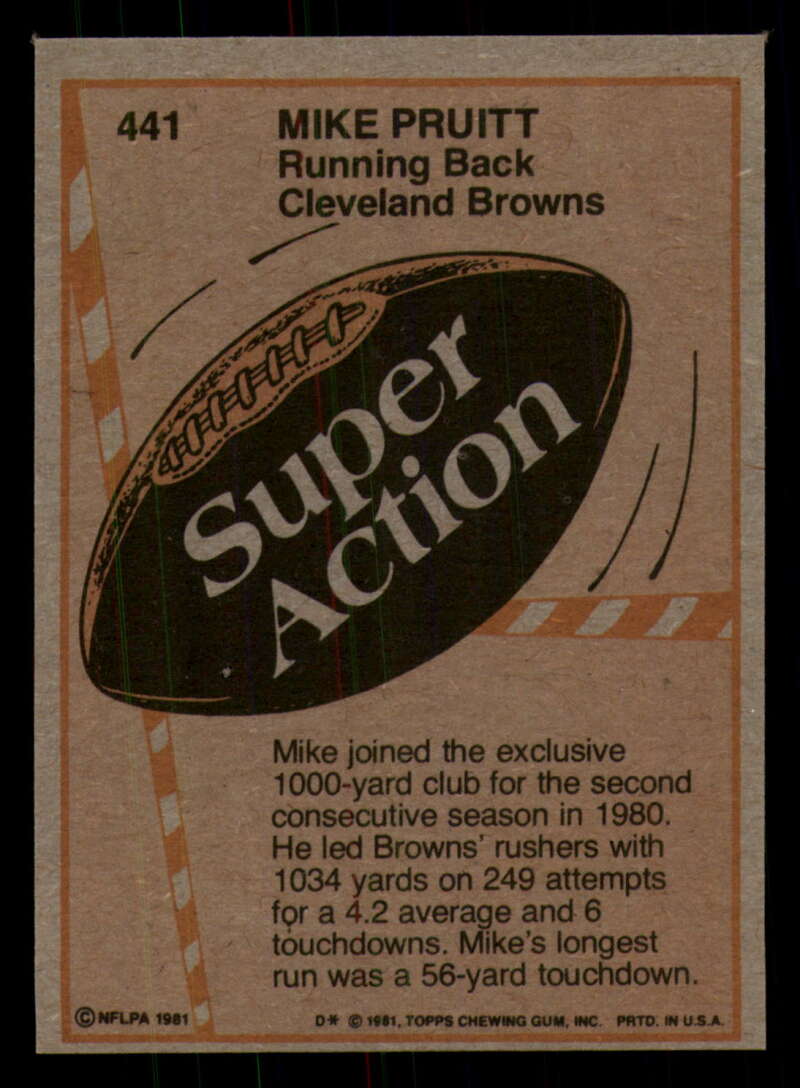 441
MIKE PRUITT
Running Back
Cleveland Browns
Super
Action
Mike joined the exclusive
1000-yard club for the second
consecutive season in 1980.
He led Browns' rushers with
1034 yards on 249 attempts
for a 4.2 average and 6
touchdowns. Mike's longest
run was a 56-yard touchdown.
© NFLPA 1981
D* © 1981, TOPPS CHEWING GUM, INC. PRTD. IN U.S.A.